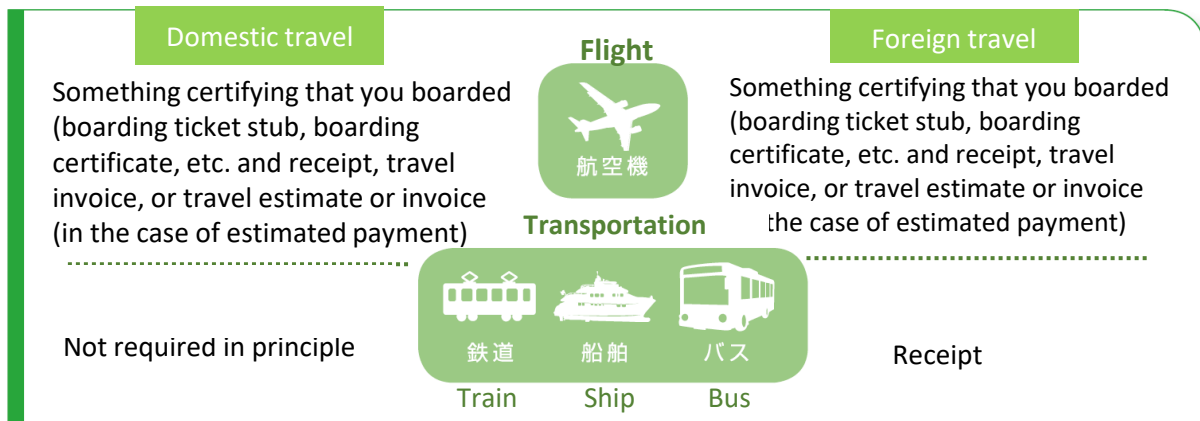 Domestic travel
Something certifying that you boarded
(boarding ticket stub, boarding
certificate, etc. and receipt, travel
invoice, or travel estimate or invoice
(in the case of estimated payment)
Not required in principle
Flight
航空機
Transportation
鉄道
船舶
バス
Train
Ship
Bus
Foreign travel
Something certifying that you boarded
(boarding ticket stub, boarding
certificate, etc. and receipt, travel
invoice, or travel estimate or invoice
the case of estimated payment)
Receipt